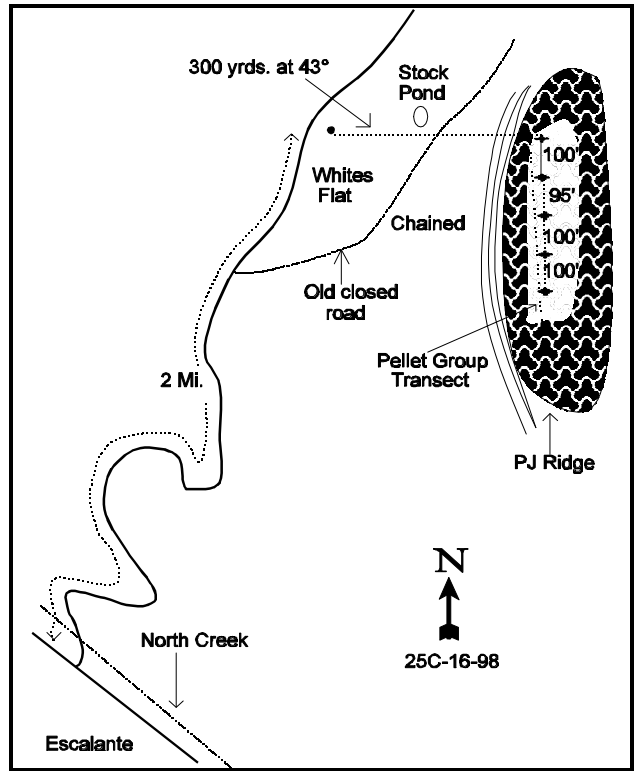 300 yrds. at 43°
Stock
Pond
100'
Whites
Flat
95'
Chained
100'
100'
Old closed
road
Pellet Group
Transect
2 Mi.
PJ Ridge
N
North Creek
25C-16-98
Escalante